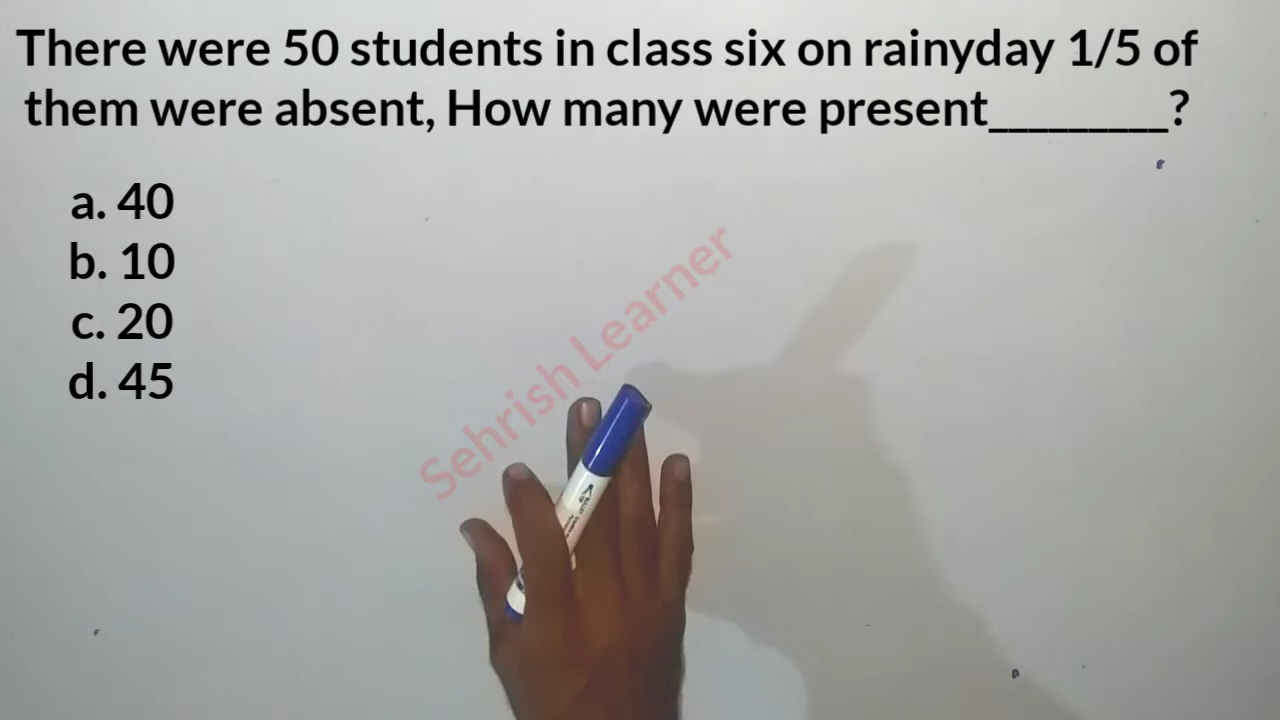 There were 50 students in class six on rainyday 1/5 of
them were absent, How many were present_________?
a. 40
b. 10
c. 20
d. 45
Sehrish Learner